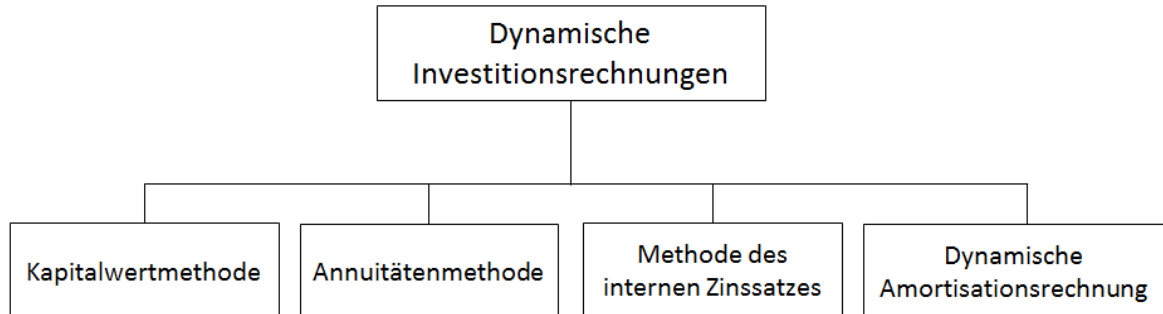 Dynamische
Investitionsrechnungen
Kapitalwertmethode
Annuitätenmethode
Methode des
internen Zinssatzes
Dynamische
Amortisationsrechnung